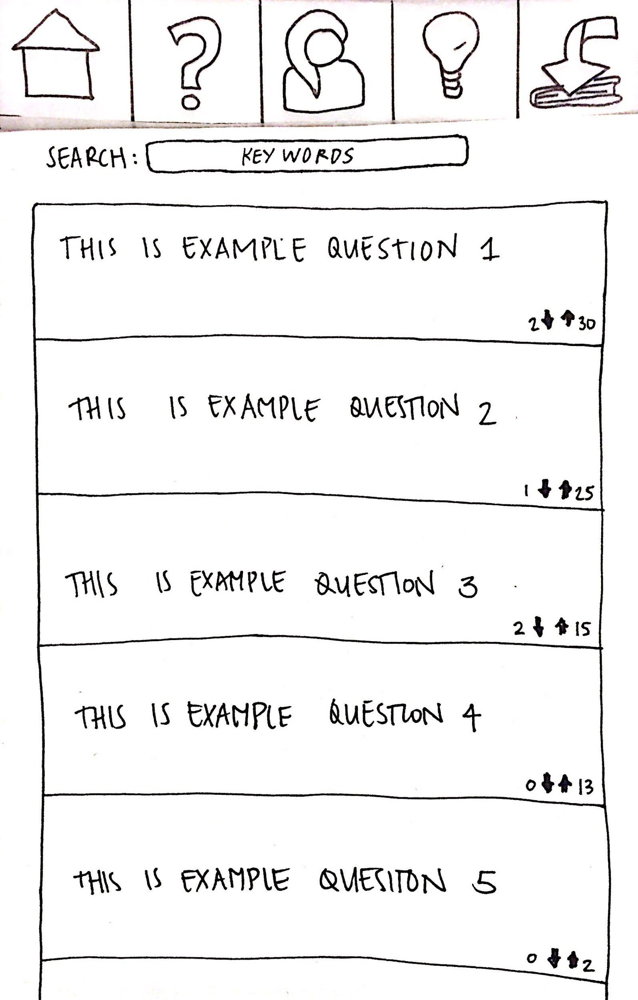 SEARCH: KEY WORDS
THIS IS EXAMPLE QUESTION 1
2 30
THIS IS EXAMPLE QUESTION 2
1 25
THIS IS EXAMPLE QUESTION 3
2 15
THIS IS EXAMPLE QUESTION 4
0 13
THIS IS EXAMPLE QUESITON 5
0 2